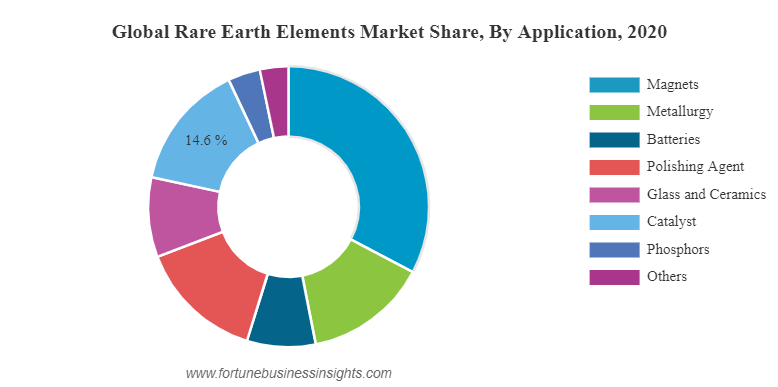 Global Rare Earth Elements Market Share, By Application, 2020
14.6 %
Magnets
Metallurgy
Batteries
Polishing Agent
Glass and Ceramics
Catalyst
Phosphors
Others
www.fortunebusinessinsights.com